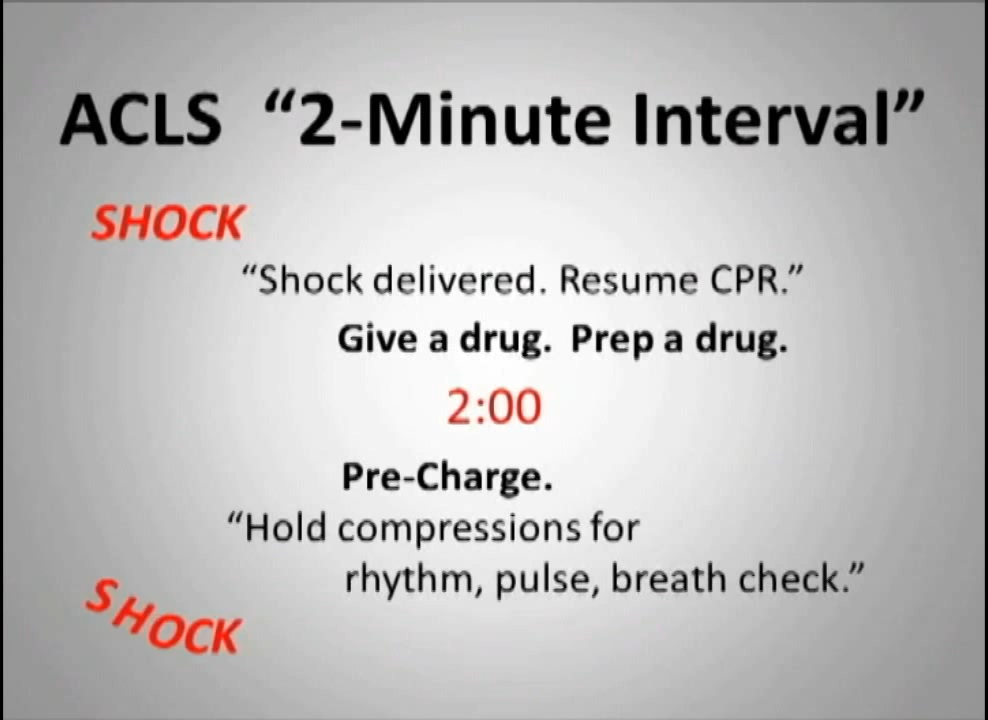 ACLS “2-Minute Interval”
SHOCK
“Shock delivered. Resume CPR.”
Give a drug. Prep a drug.
2:00
Pre-Charge.
“Hold compressions for
rhythm, pulse, breath check.”
SHOCK